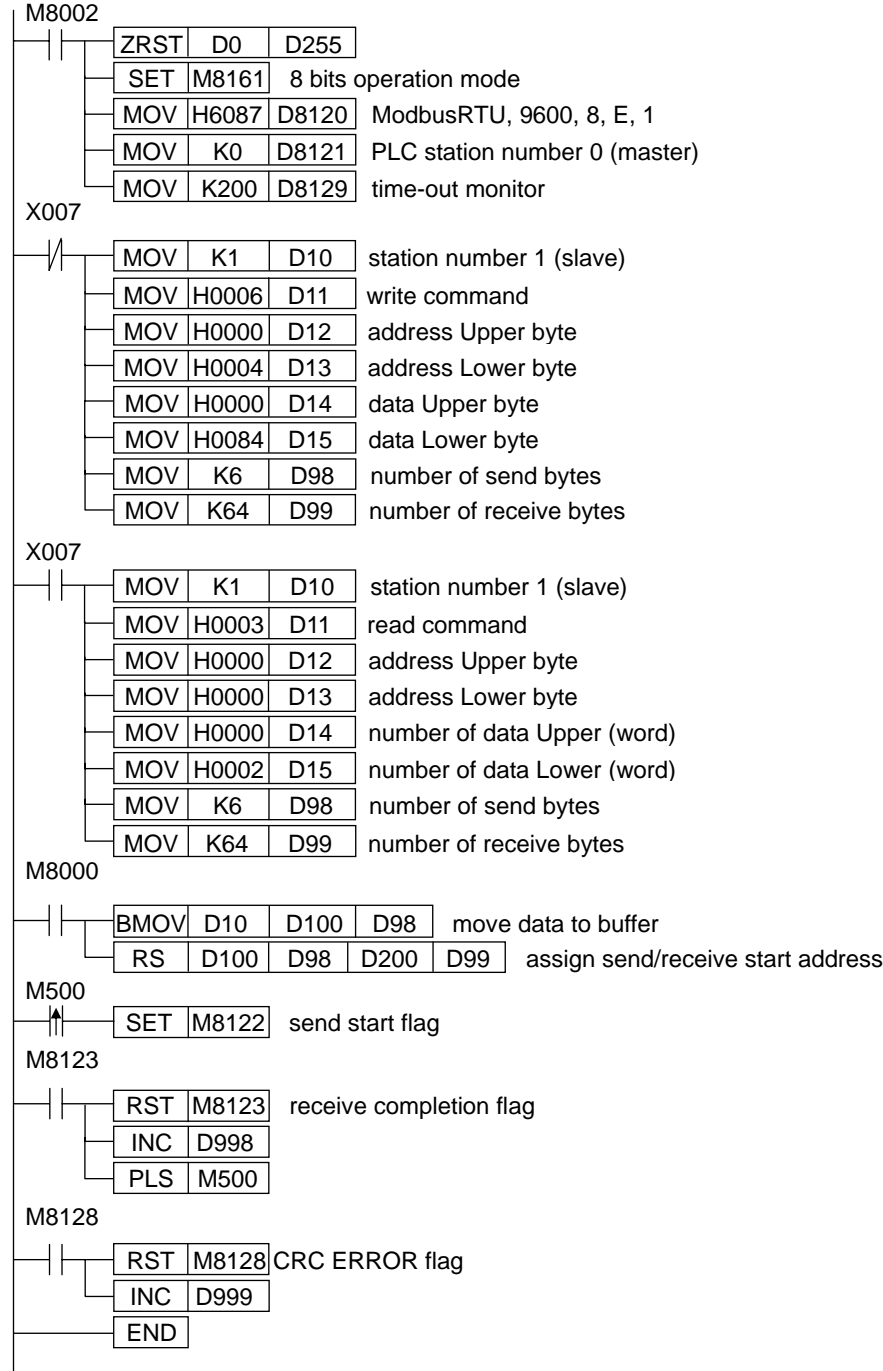 M8002
ZRST D0 D255
SET M8161 8 bits operation mode
MOV H6087 D8120 ModbusRTU, 9600, 8, E, 1
MOV K0 D8121 PLC station number 0 (master)
MOV K200 D8129 time-out monitor
X007
MOV K1 D10 station number 1 (slave)
MOV H0006 D11 write command
MOV H0000 D12 address Upper byte
MOV H0004 D13 address Lower byte
MOV H0000 D14 data Upper byte
MOV H0084 D15 data Lower byte
MOV K6 D98 number of send bytes
MOV K64 D99 number of receive bytes
X007
MOV K1 D10 station number 1 (slave)
MOV H0003 D11 read command
MOV H0000 D12 address Upper byte
MOV H0000 D13 address Lower byte
MOV H0000 D14 number of data Upper (word)
MOV H0002 D15 number of data Lower (word)
MOV K6 D98 number of send bytes
MOV K64 D99 number of receive bytes
M8000
BMOV D10 D100 D98 move data to buffer
RS D100 D98 D200 D99 assign send/receive start address
M500
SET M8122 send start flag
M8123
RST M8123 receive completion flag
INC D998
PLS M500
M8128
RST M8128 CRC ERROR flag
INC D999
END